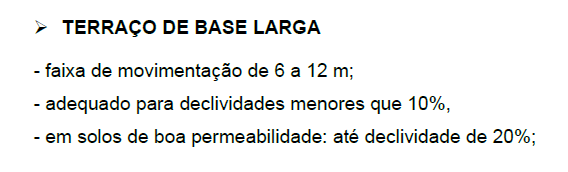 ➢ TERRAÇO DE BASE LARGA
- faixa de movimentação de 6 a 12 m;
- adequado para declividades menores que 10%,
- em solos de boa permeabilidade: até declividade de 20%;